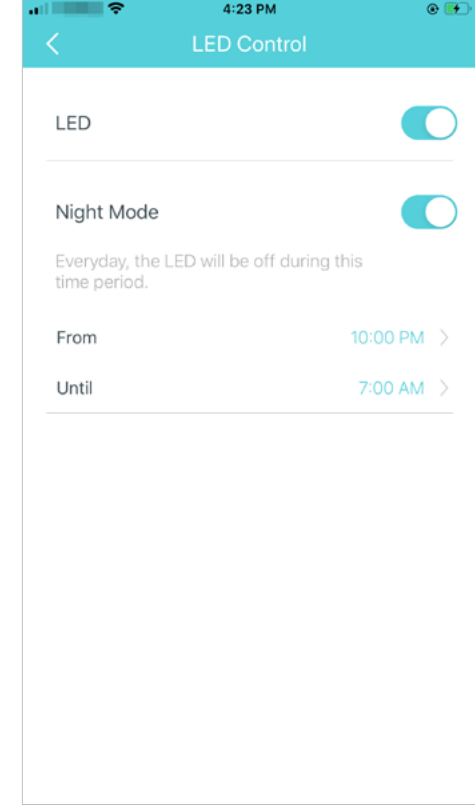 4:23 PM
LED Control
LED
Night Mode
Everyday, the LED will be off during this
time period.
From 10:00 PM
Until 7:00 AM